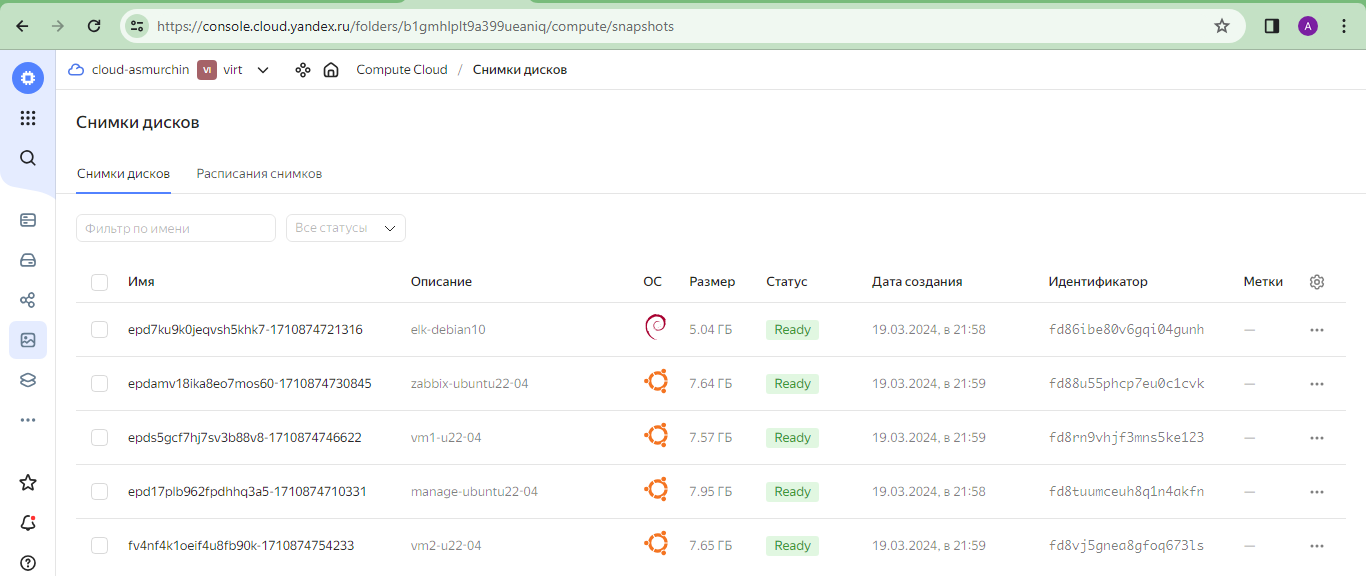 https://console.cloud.yandex.ru/folders/b1gmhlplt9a399ueaniq/compute/snapshots
A
cloud-asmurchin VI virt Compute Cloud / Снимки дисков
Снимки дисков
Снимки дисков Расписания снимков
Фильтр по имени Все статусы
Имя Описание ОС Размер Статус Дата создания Идентификатор Метки
epd7ku9k0jeqvsh5khk7-1710874721316 elk-debian10 5.04 ГБ Ready 19.03.2024, в 21:58 fd86ibe80v6gqi04gunh —
epdamv18ika8eo7mos60-1710874730845 zabbix-ubuntu22-04 7.64 ГБ Ready 19.03.2024, в 21:59 fd88u55phcp7eu0c1cvk —
epds5gcf7hj7sv3b88v8-1710874746622 vm1-u22-04 7.57 ГБ Ready 19.03.2024, в 21:59 fd8rn9vhjf3mns5ke123 —
epd17plb962fpdhhq3a5-1710874710331 manage-ubuntu22-04 7.95 ГБ Ready 19.03.2024, в 21:58 fd8tuumceuh8q1n4akfn —
fv4nf4k1oeif4u8fb90k-1710874754233 vm2-u22-04 7.65 ГБ Ready 19.03.2024, в 21:59 fd8vj5gnea8gfoq673ls —